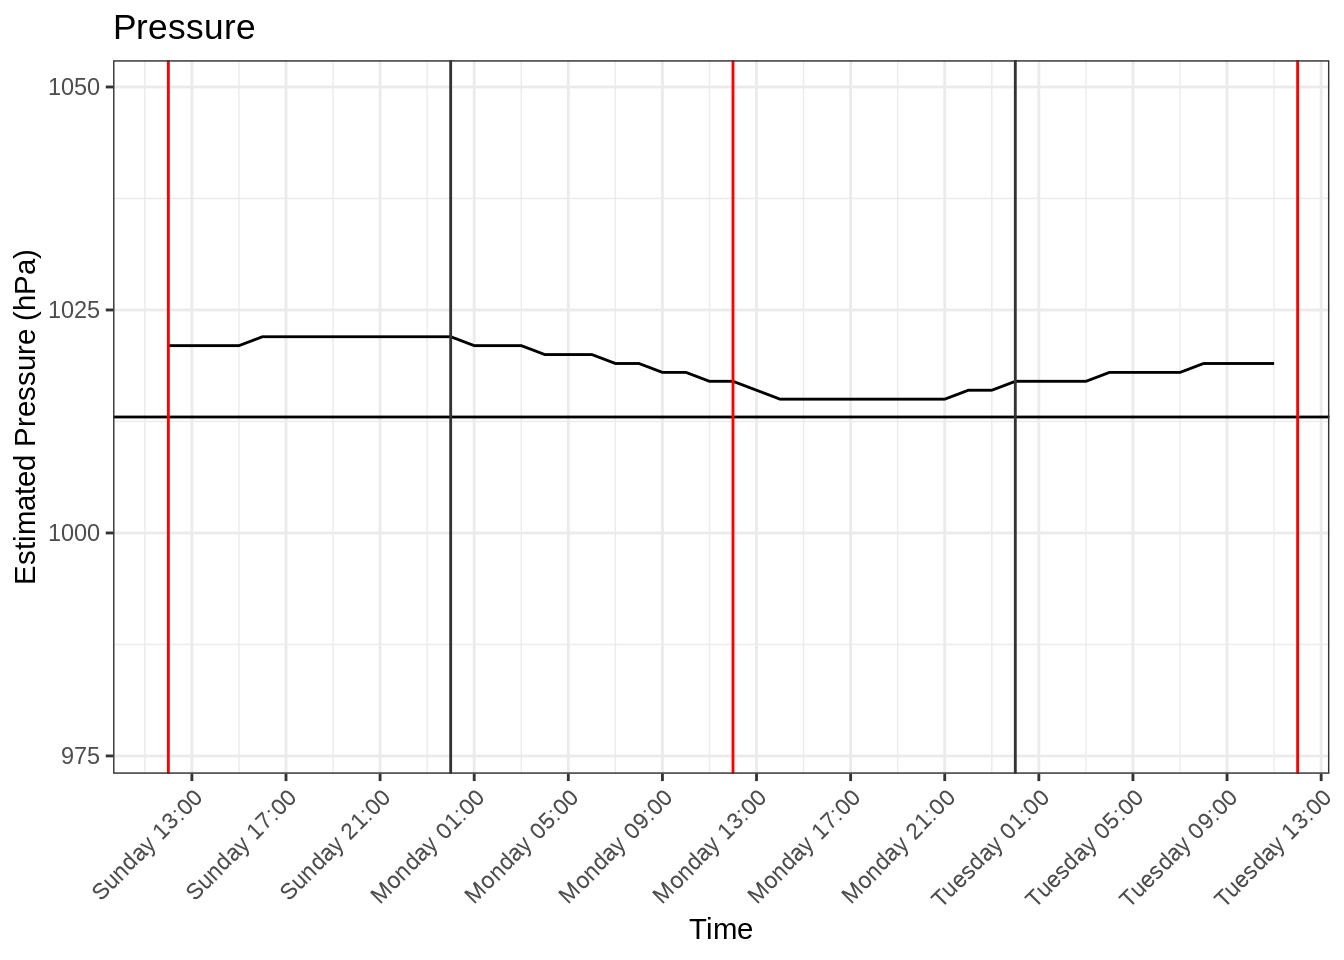 Pressure
Estimated Pressure (hPa)
1050
1025
1000
975
Sunday 13:00
Sunday 17:00
Sunday 21:00
Monday 01:00
Monday 05:00
Monday 09:00
Monday 13:00
Monday 17:00
Monday 21:00
Tuesday 01:00
Tuesday 05:00
Tuesday 09:00
Tuesday 13:00
Time